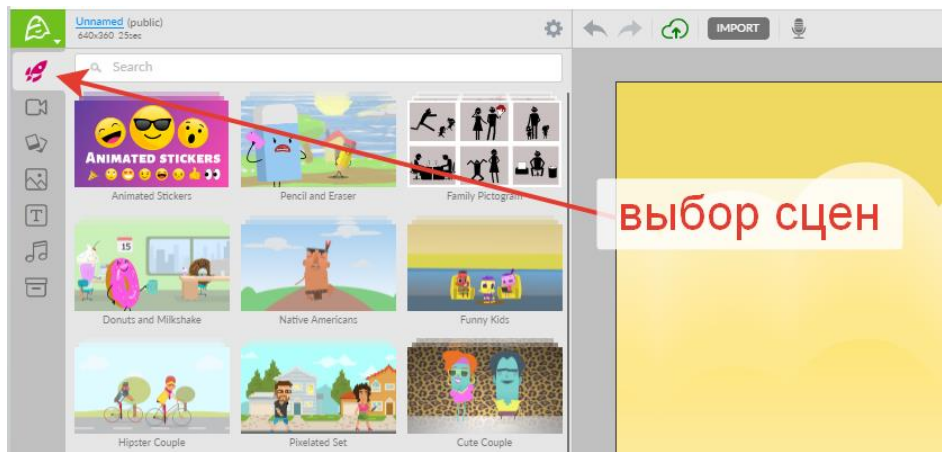 Unnamed (public)
640x360 25sec
IMPORT
Search
ANIMATED STICKERS
Animated Stickers
Pencil and Eraser
Family Pictogram
выбор сцен
15
Donuts and Milkshake
Native Americans
Funny Kids
Hipster Couple
Pixelated Set
Cute Couple
T